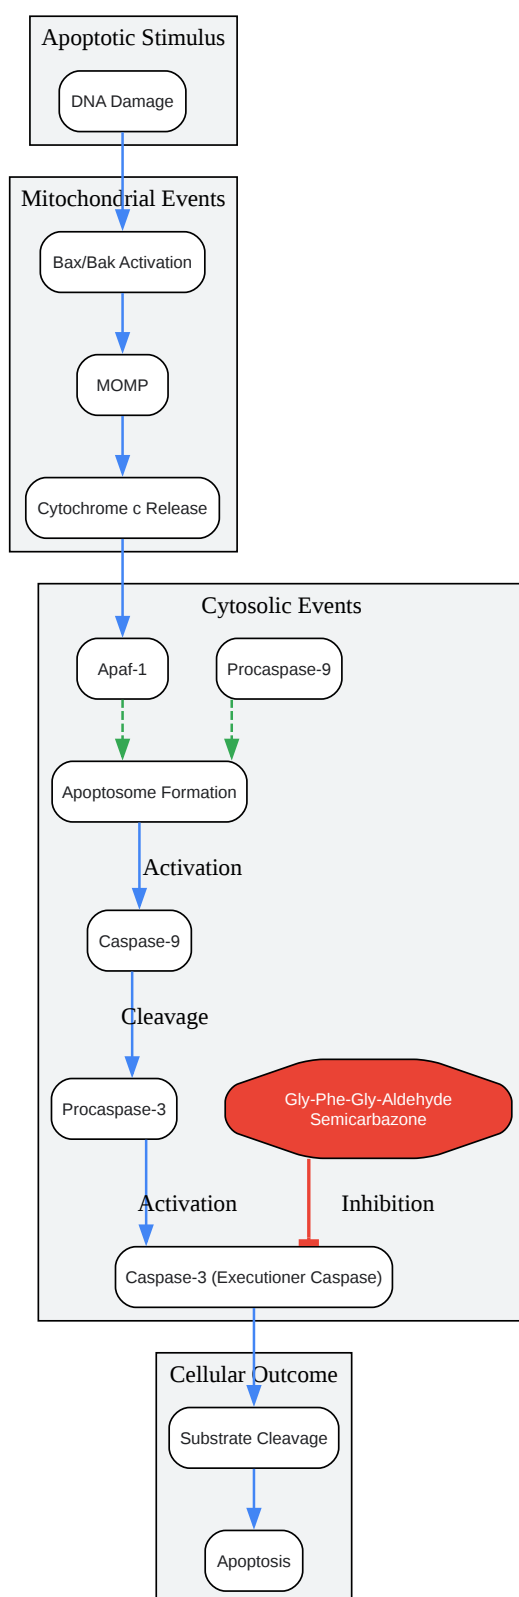 Apoptotic Stimulus
DNA Damage
Mitochondrial Events
Bax/Bak Activation
MOMP
Cytochrome c Release
Cytosolic Events
Apaf-1
Procaspase-9
Apoptosome Formation
Activation
Caspase-9
Cleavage
Procaspase-3
Gly-Phe-Gly-Aldehyde
Semicarbazone
Activation
Inhibition
Caspase-3 (Executioner Caspase)
Cellular Outcome
Substrate Cleavage
Apoptosis